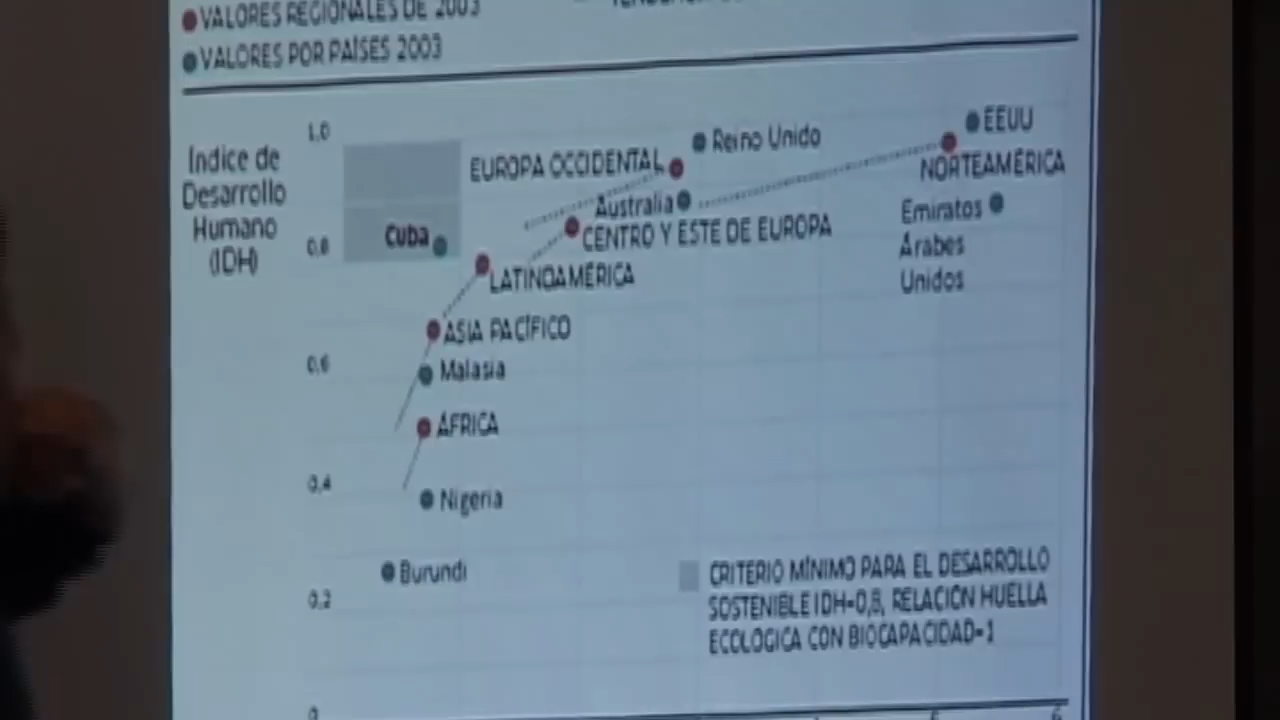 VALORES REGIONALES DE 2003
VALORES POR PAÍSES 2003
Índice de
Desarrollo
Humano
(IDH)
1,0
0,8
0,6
0,4
0,2
0
EEUU
Reino Unido
EUROPA OCCIDENTAL
NORTEAMÉRICA
Australia
Emiratos
Árabes
Unidos
Cuba
CENTRO Y ESTE DE EUROPA
LATINOAMÉRICA
ASIA PACÍFICO
Malasia
ÁFRICA
Nigeria
Burundi
CRITERIO MÍNIMO PARA EL DESARROLLO
SOSTENIBLE IDH=0,8, RELACIÓN HUELLA
ECOLÓGICA CON BIOCAPACIDAD=1